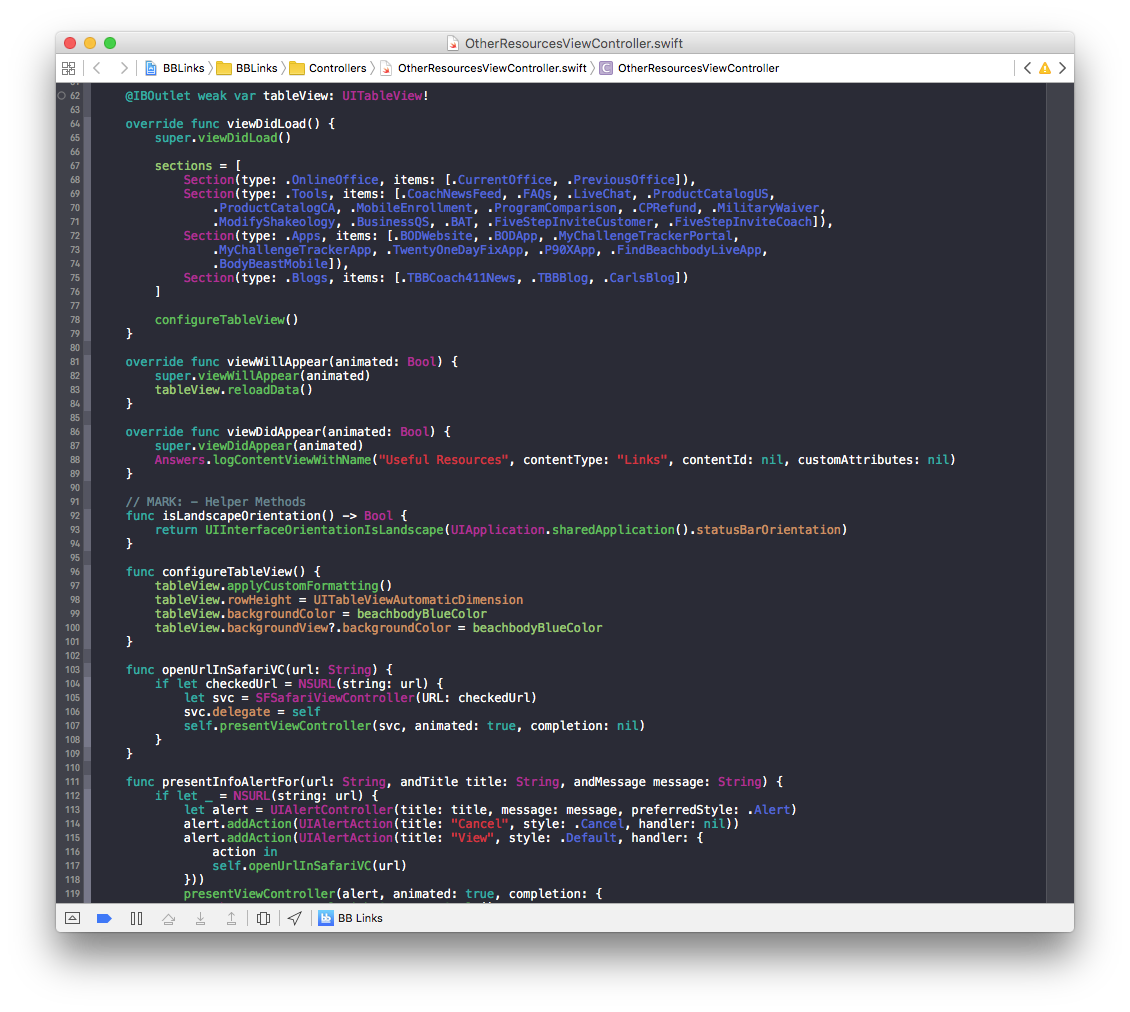 OtherResourcesViewController.swift
BBLinks BBLinks Controllers OtherResourcesViewController.swift C OtherResourcesViewController
62 @IBOutlet weak var tableView: UITableView!
63
64 override func viewDidLoad() {
65 super.viewDidLoad()
66
67 sections = [
68 Section(type: .OnlineOffice, items: [.CurrentOffice, .PreviousOffice]),
69 Section(type: .Tools, items: [.CoachNewsFeed, .FAQs, .LiveChat, .ProductCatalogUS,
70 .ProductCatalogCA, .MobileEnrollment, .ProgramComparison, .CPRefund, .MilitaryWaiver,
71 .ModifyShakeology, .BusinessQS, .BAT, .FiveStepInviteCustomer, .FiveStepInviteCoach]),
72 Section(type: .Apps, items: [.BODWebsite, .BODApp, .MyChallengeTrackerPortal,
73 .MyChallengeTrackerApp, .TwentyOneDayFixApp, .P90XApp, .FindBeachbodyLiveApp,
74 .BodyBeastMobile]),
75 Section(type: .Blogs, items: [.TBBCoach411News, .TBBBlog, .CarlsBlog])
76 ]
77
78 configureTableView()
79 }
80
81 override func viewWillAppear(animated: Bool) {
82 super.viewWillAppear(animated)
83 tableView.reloadData()
84 }
85
86 override func viewDidAppear(animated: Bool) {
87 super.viewDidAppear(animated)
88 Answers.logContentViewWithName("Useful Resources", contentType: "Links", contentId: nil, customAttributes: nil)
89 }
90
91 // MARK: - Helper Methods
92 func isLandscapeOrientation() -> Bool {
93 return UIInterfaceOrientationIsLandscape(UIApplication.sharedApplication().statusBarOrientation)
94 }
95
96 func configureTableView() {
97 tableView.applyCustomFormatting()
98 tableView.rowHeight = UITableViewAutomaticDimension
99 tableView.backgroundColor = beachbodyBlueColor
100 tableView.backgroundView?.backgroundColor = beachbodyBlueColor
101 }
102
103 func openUrlInSafariVC(url: String) {
104 if let checkedUrl = NSURL(string: url) {
105 let svc = SFSafariViewController(URL: checkedUrl)
106 svc.delegate = self
107 self.presentViewController(svc, animated: true, completion: nil)
108 }
109 }
110
111 func presentInfoAlertFor(url: String, andTitle title: String, andMessage message: String) {
112 if let _ = NSURL(string: url) {
113 let alert = UIAlertController(title: title, message: message, preferredStyle: .Alert)
114 alert.addAction(UIAlertAction(title: "Cancel", style: .Cancel, handler: nil))
115 alert.addAction(UIAlertAction(title: "View", style: .Default, handler: {
116 action in
117 self.openUrlInSafariVC(url)
118 }))
119 presentViewController(alert, animated: true, completion: {
bb BB Links